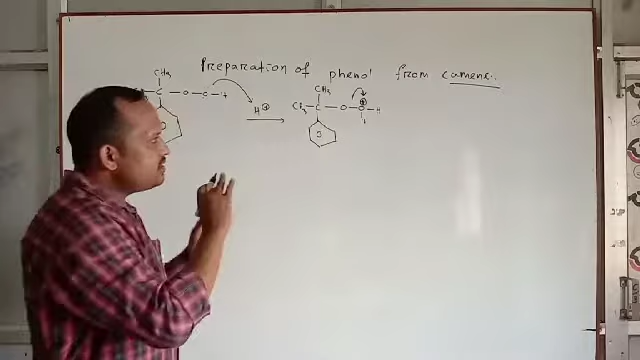 Preparation of phenol from cumene.
CH₃ CH₃
C – O – O – H H⊕ CH₃ – C – O – O⊕ – H
H